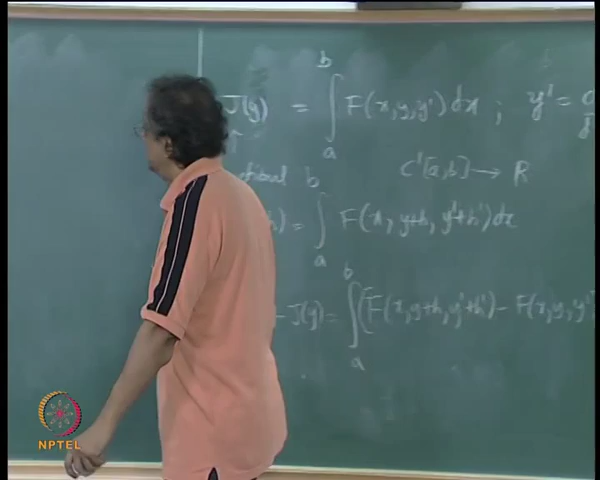 J(y) = ∫_a^b F(x,y,y')dx ; y' =
C'[a,b] → R
= ∫_a^b F(x, y+h, y'+h')dx
- J(y) = ∫_a^b (F(x,y+h,y'+h') - F(x,y,y'
NPTEL